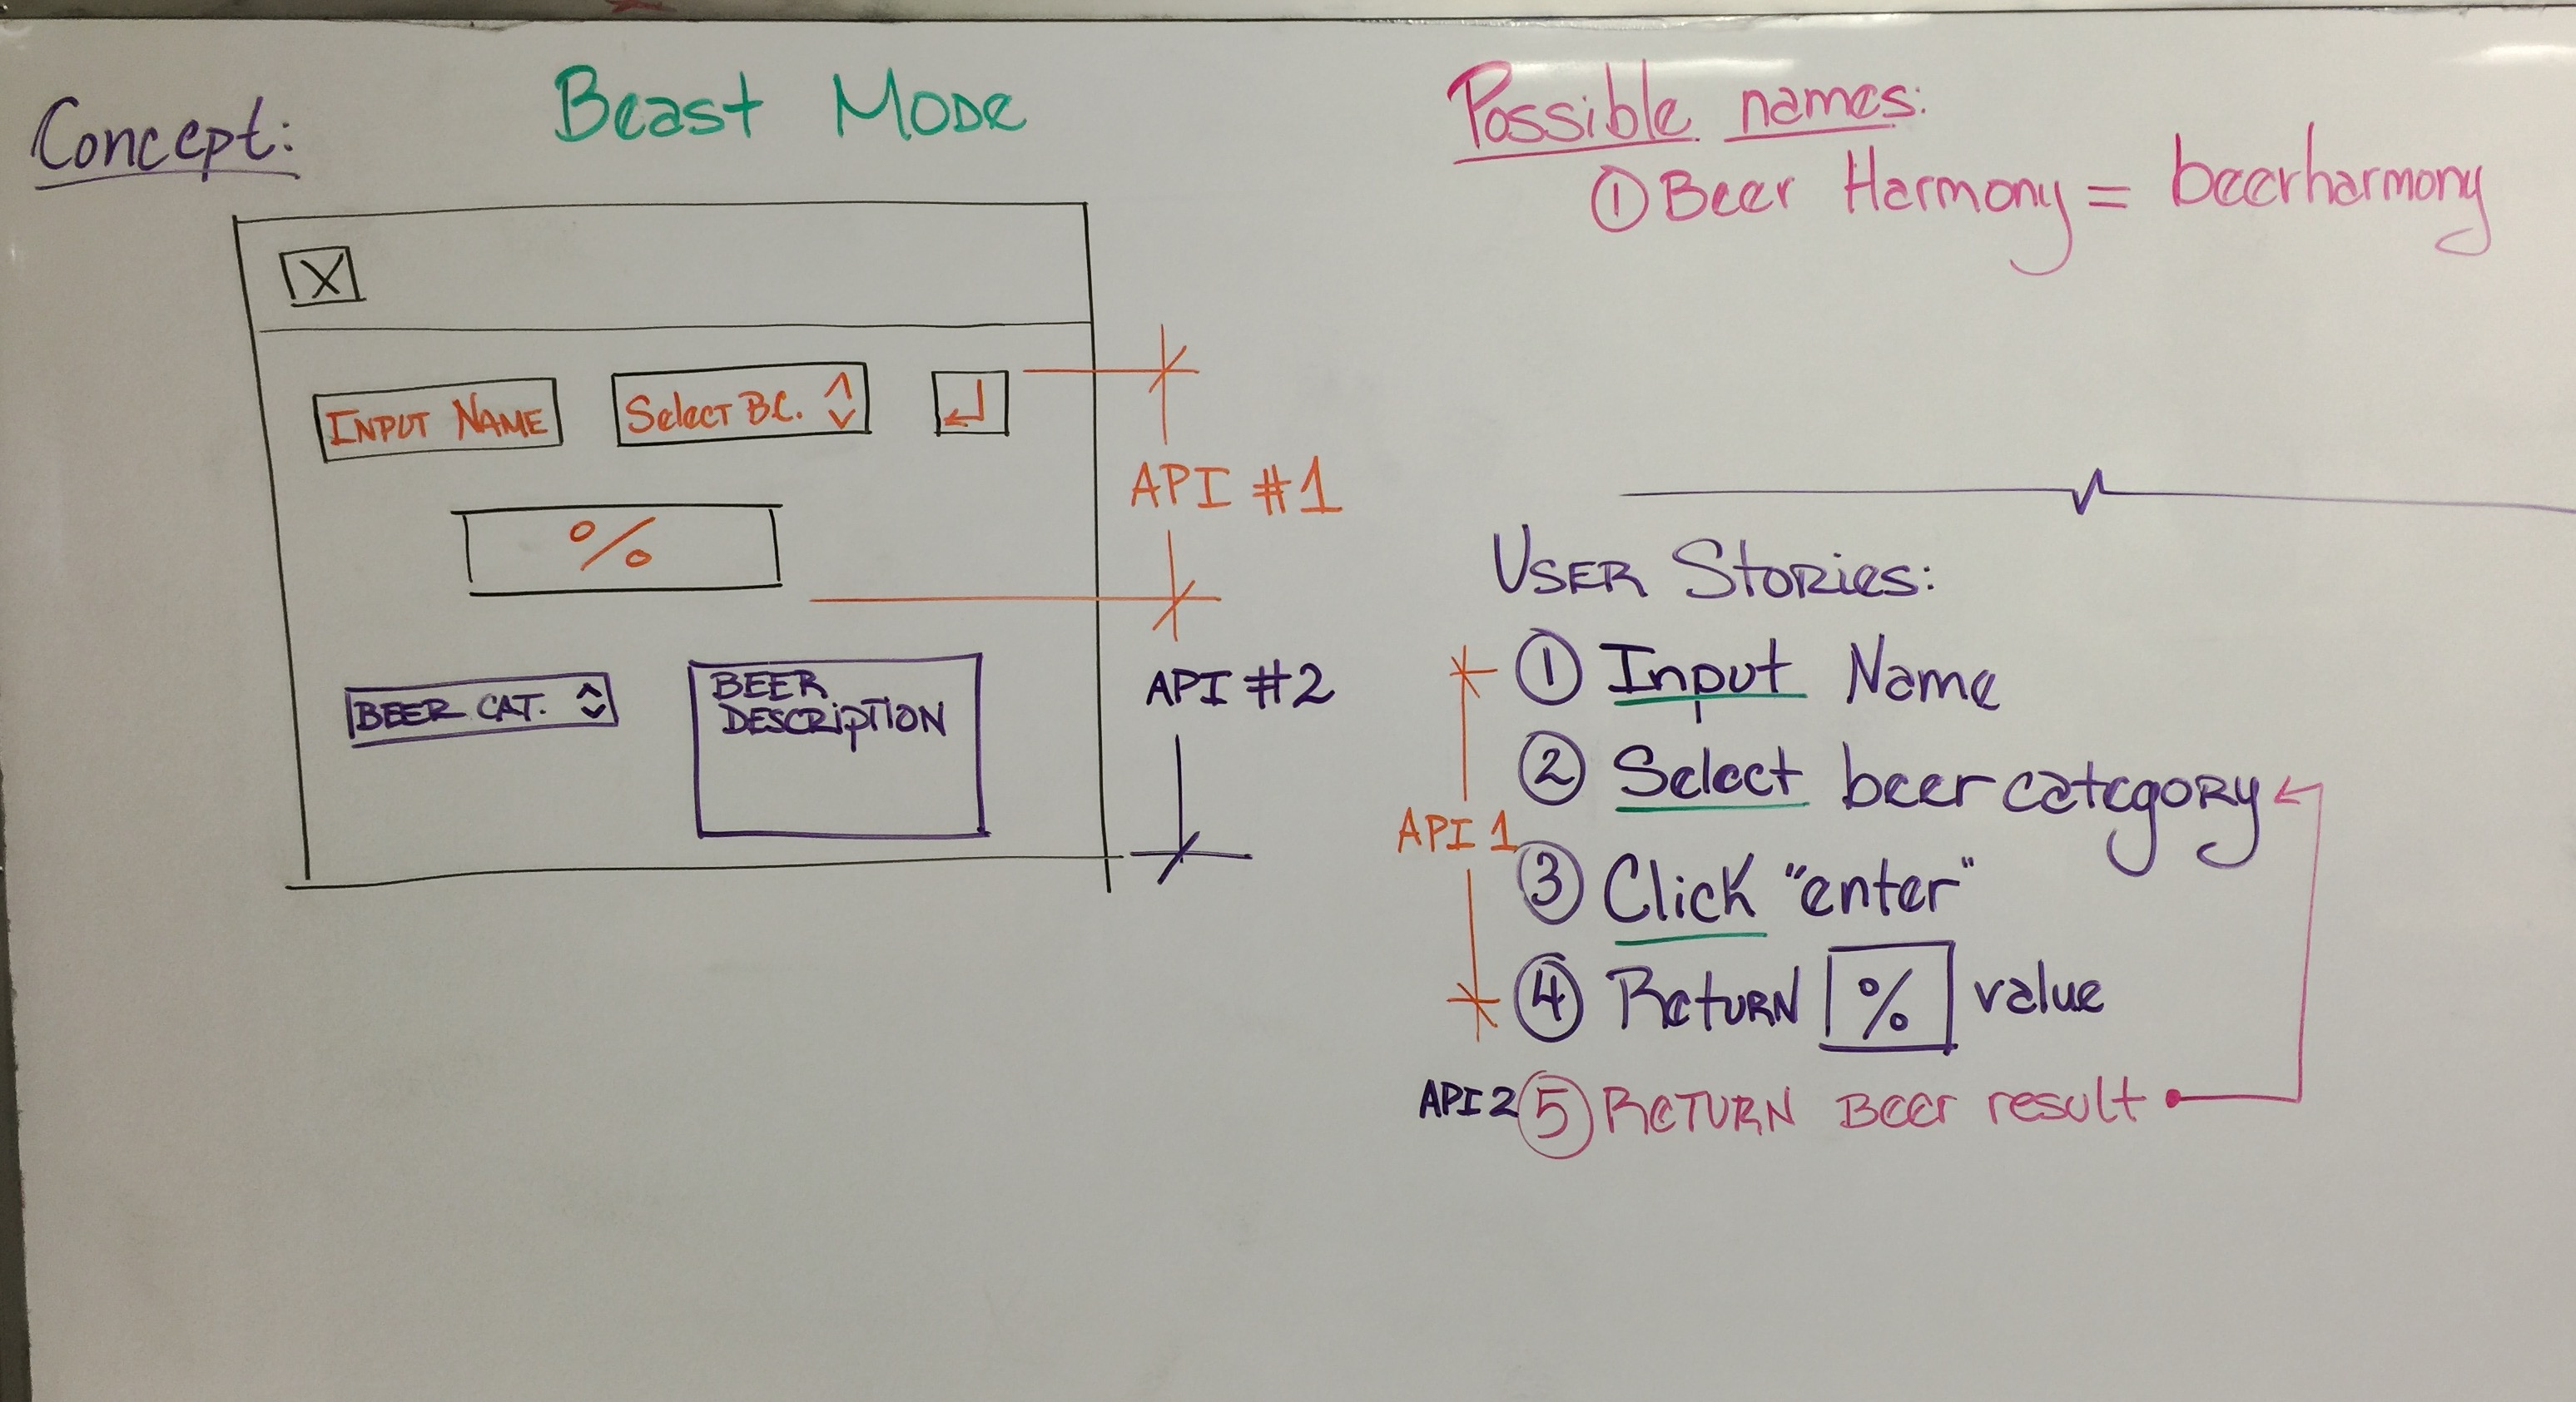 Concept:
Beast Mode
X
INPUT NAME
Select B.C.
%
API #1
BEER CAT.
BEER
DESCRIPTION
API #2
Possible names:
① Beer Harmony = beerharmony
USER Stories:
① Input Name
② Select beer category
API 1
③ Click "enter"
④ Return % value
API 2 ⑤ RETURN Beer result